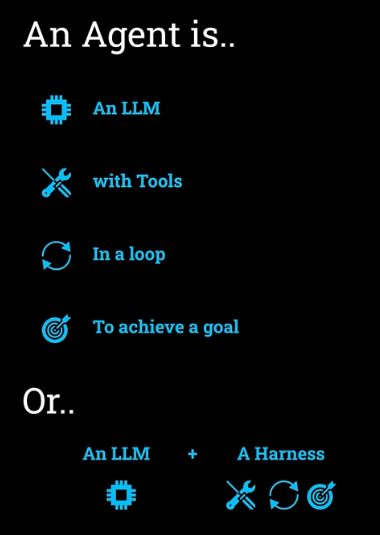 An Agent is..
An LLM
with Tools
In a loop
To achieve a goal
Or..
An LLM + A Harness